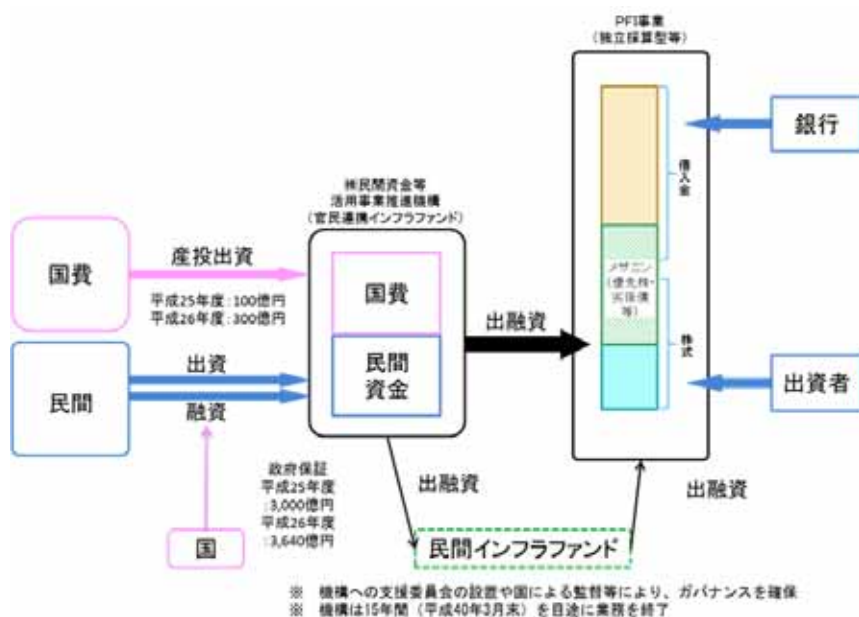 PFI事業
(独立採算型等)
銀行
借入金
㈱民間資金等
活用事業推進機構
(官民連携インフラファンド)
国費
産投出資
平成25年度:100億円
平成26年度:300億円
国費
メザニン
(優先株・
劣後債
等)
出融資
株式
民間
出資
融資
民間
資金
出資者
政府保証
平成25年度
:3,000億円
平成26年度
:3,640億円
出融資
出融資
国
民間インフラファンド
※ 機構への支援委員会の設置や国による監督等により、ガバナンスを確保
※ 機構は15年間(平成40年3月末)を目途に業務を終了